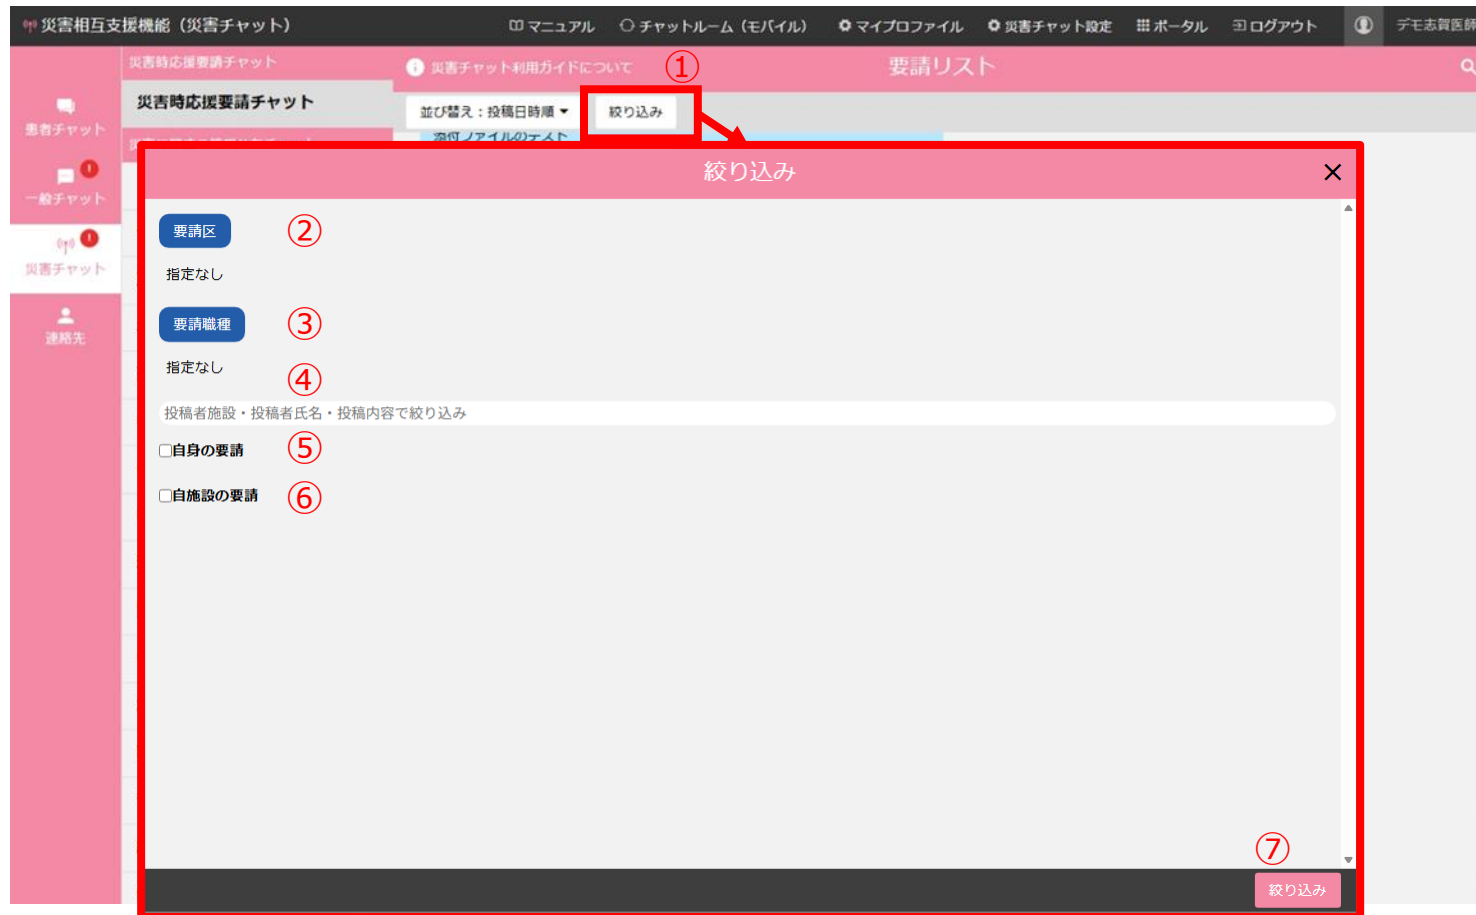 災害相互支援機能（災害チャット）
マニュアル
チャットルーム（モバイル）
マイプロファイル
災害チャット設定
ポータル
ログアウト
デモ志賀医師
災害時応援要請チャット
災害チャット利用ガイドについて
①
要請リスト
災害時応援要請チャット
並び替え：投稿日時順
絞り込み
患者チャット
添付ファイルのテスト
一般チャット
災害チャット
連絡先
絞り込み
×
要請区
②
指定なし
要請職種
③
指定なし
④
投稿者施設・投稿者氏名・投稿内容で絞り込み
自身の要請
⑤
自施設の要請
⑥
⑦
絞り込み